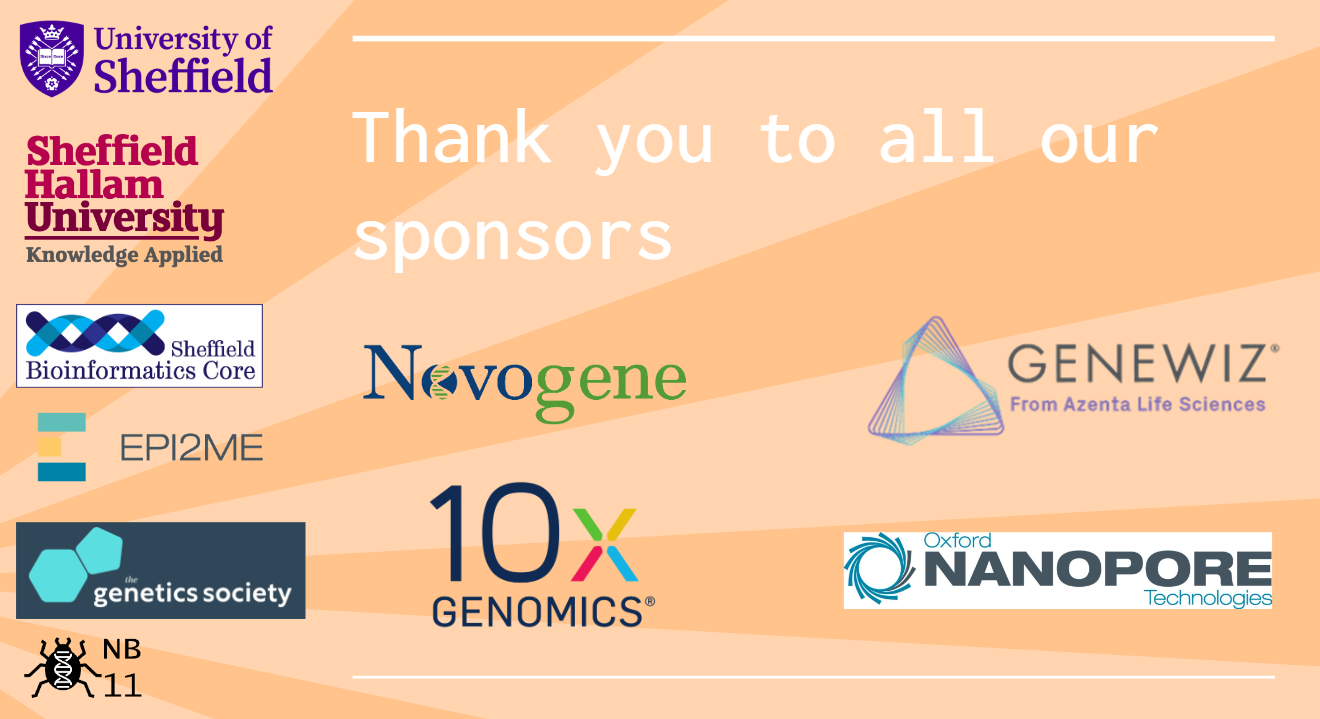 University of
Sheffield
Sheffield
Hallam
University
Knowledge Applied
Sheffield
Bioinformatics Core
EPI2ME
the
genetics society
NB
11
Thank you to all our
sponsors
Novogene
GENEWIZ®
From Azenta Life Sciences
10x
GENOMICS®
Oxford
NANOPORE
Technologies